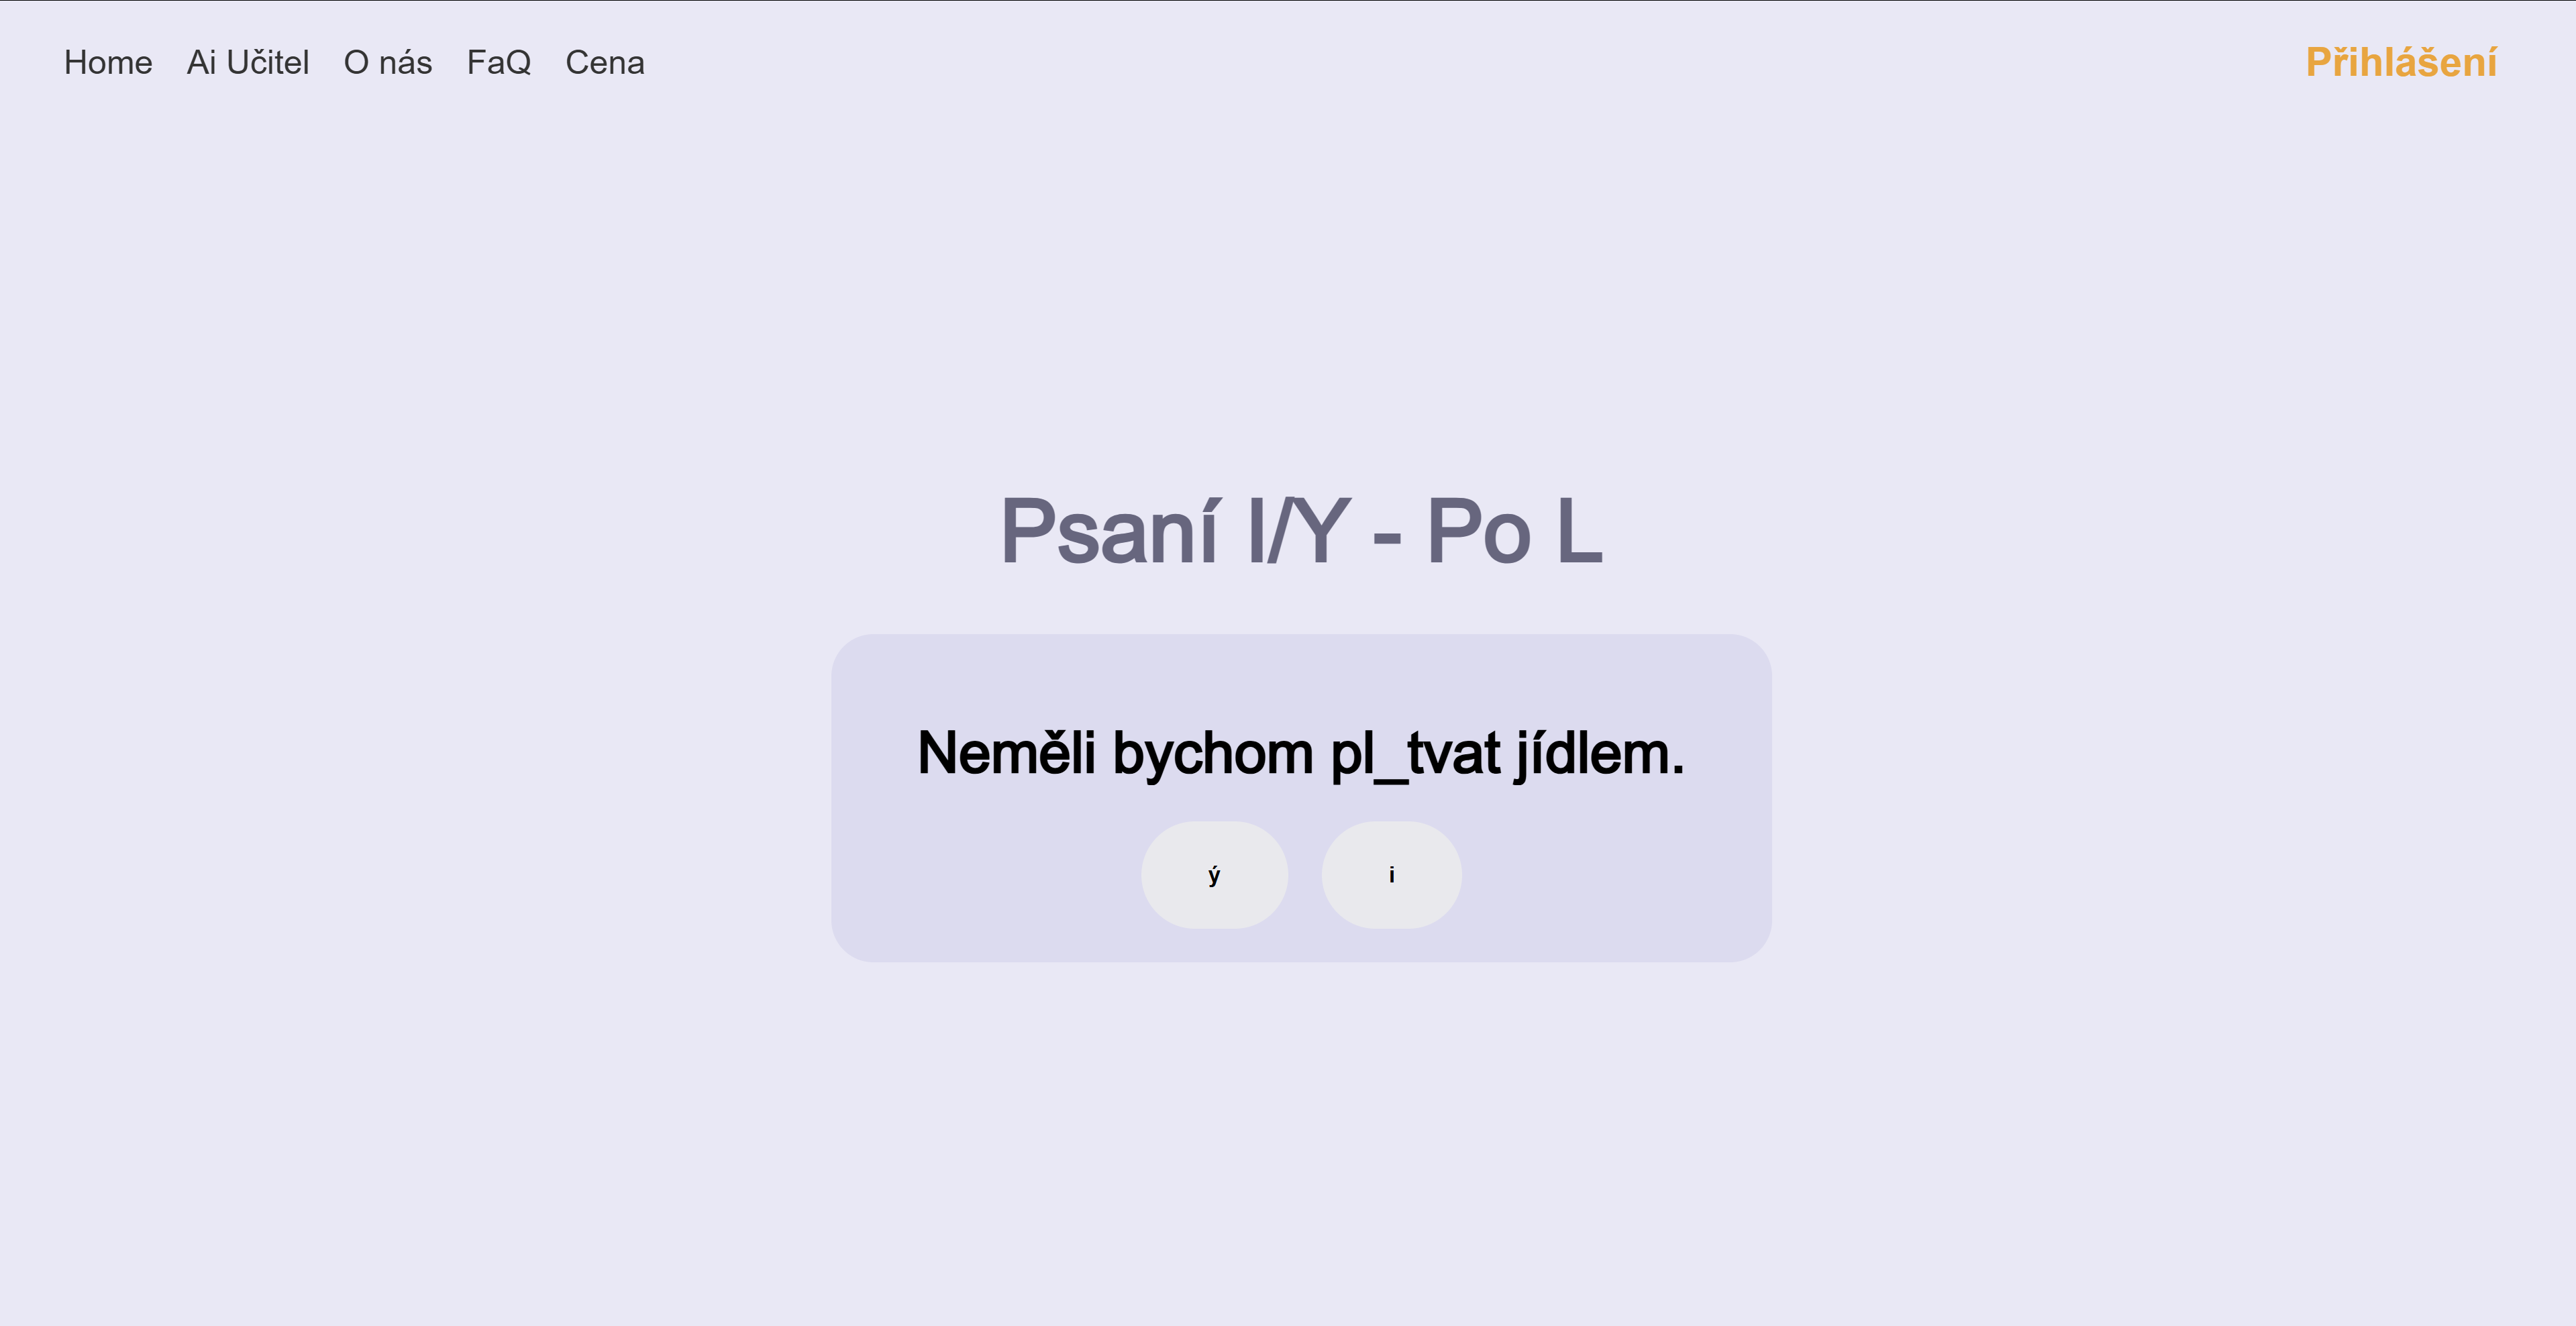 Home Ai Učitel O nás FaQ Cena Přihlášení
Psaní I/Y - Po L
Neměli bychom pl_tvat jídlem.
ý i